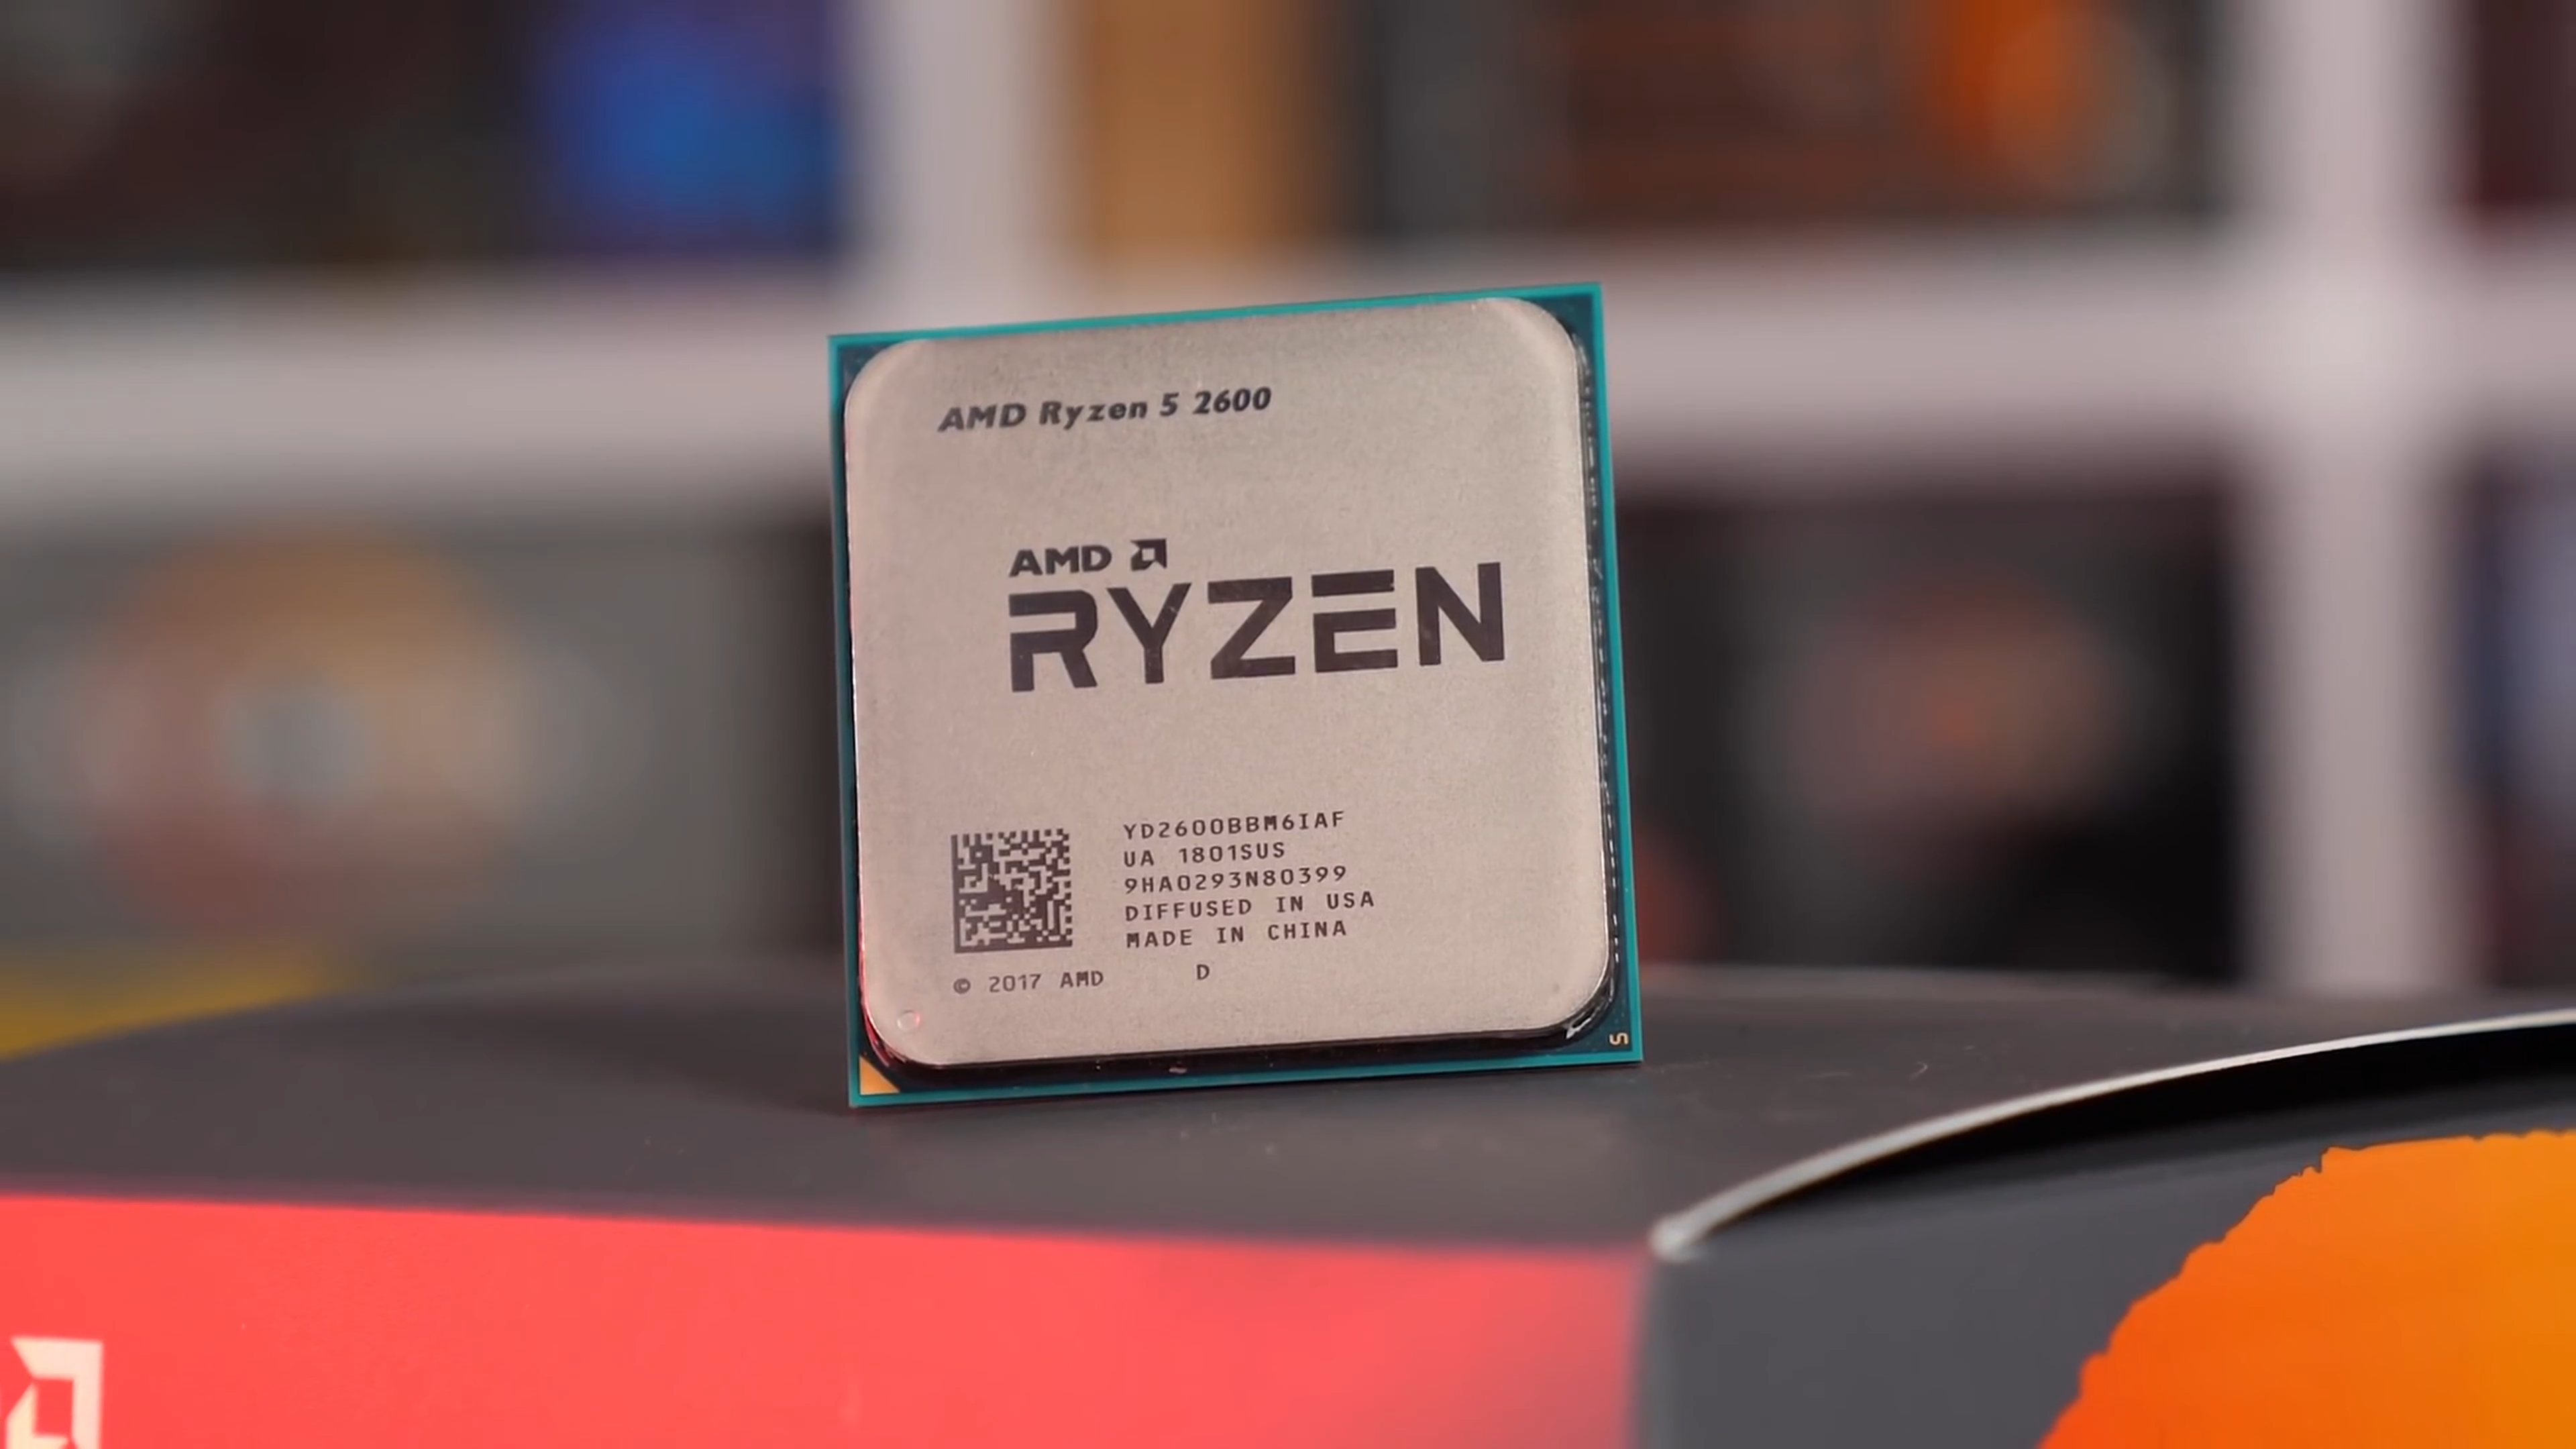 AMD Ryzen 5 2600
AMD
RYZEN
YD2600BBM6IAF
UA 1801SUS
9HA0293N80399
DIFFUSED IN USA
MADE IN CHINA
© 2017 AMD D
S